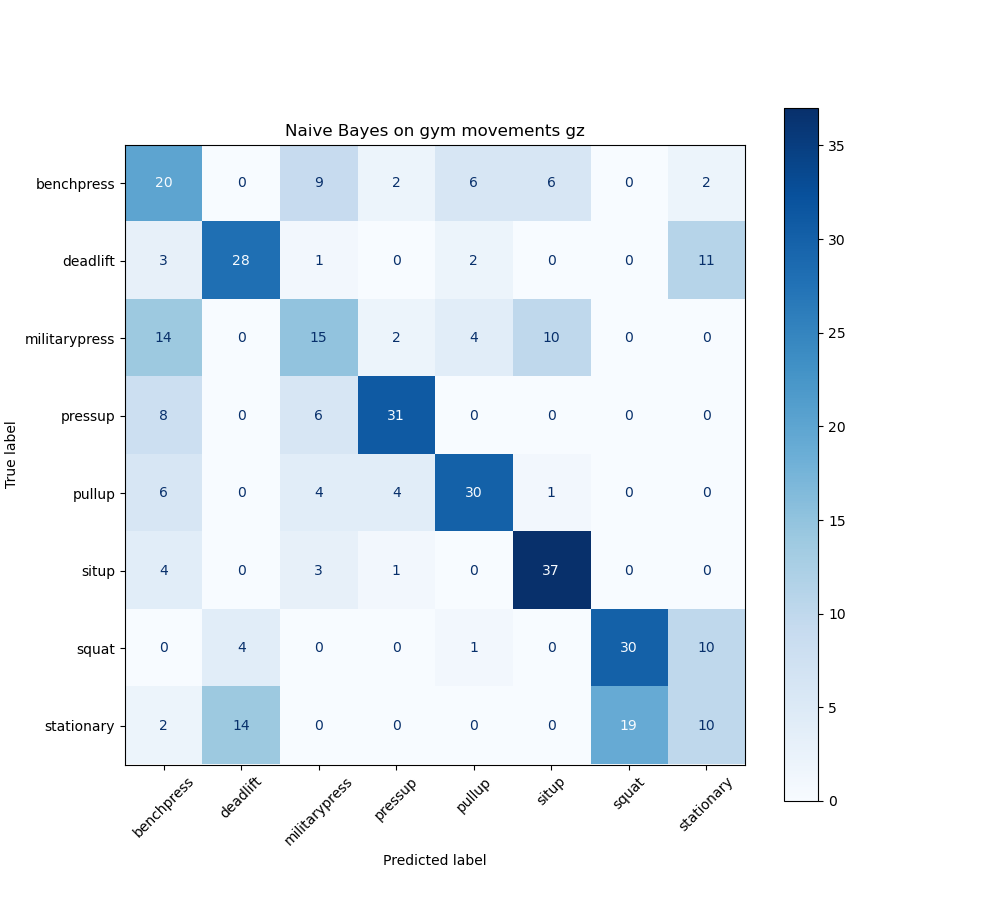 Naive Bayes on gym movements gz
benchpress 20 0 9 2 6 6 0 2
deadlift 3 28 1 0 2 0 0 11
militarypress 14 0 15 2 4 10 0 0
pressup 8 0 6 31 0 0 0 0
pullup 6 0 4 4 30 1 0 0
situp 4 0 3 1 0 37 0 0
squat 0 4 0 0 1 0 30 10
stationary 2 14 0 0 0 0 19 10
benchpress deadlift militarypress pressup pullup situp squat stationary
Predicted label
True label
35
30
25
20
15
10
5
0